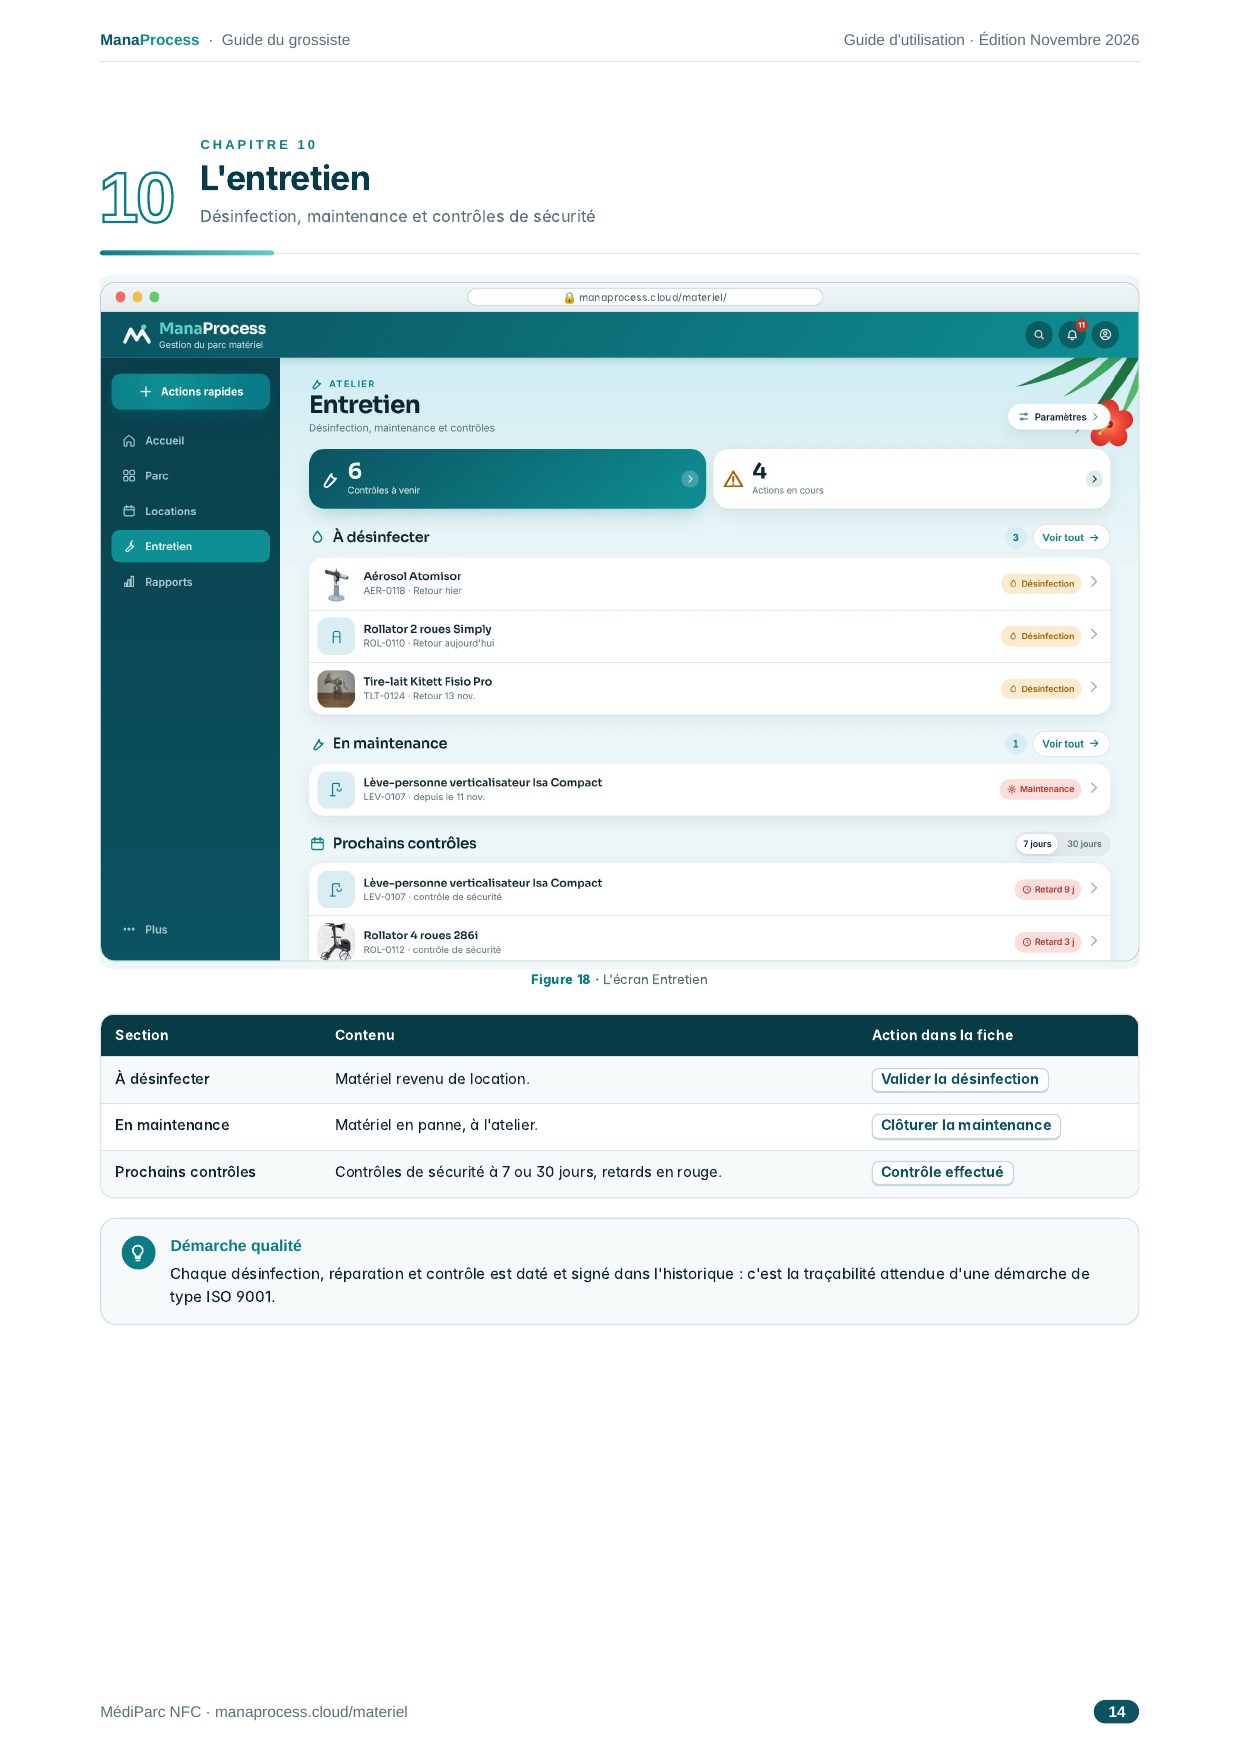 ManaProcess · Guide du grossiste
Guide d'utilisation · Édition Novembre 2026
CHAPITRE 10
10
L'entretien
Désinfection, maintenance et contrôles de sécurité
manaprocess.cloud/materiel/
ManaProcess
Gestion du parc matériel
11
Actions rapides
Accueil
Parc
Locations
Entretien
Rapports
Plus
ATELIER
Entretien
Désinfection, maintenance et contrôles
Paramètres
6
Contrôles à venir
4
Actions en cours
À désinfecter
3
Voir tout →
Aérosol Atomisor
AER-0118 · Retour hier
Désinfection
Rollator 2 roues Simply
ROL-0110 · Retour aujourd'hui
Désinfection
Tire-lait Kitett Fisio Pro
TLT-0124 · Retour 13 nov.
Désinfection
En maintenance
1
Voir tout →
Lève-personne verticalisateur Isa Compact
LEV-0107 · depuis le 11 nov.
Maintenance
Prochains contrôles
7 jours
30 jours
Lève-personne verticalisateur Isa Compact
LEV-0107 · contrôle de sécurité
Retard 9 j
Rollator 4 roues 286i
ROL-0112 · contrôle de sécurité
Retard 3 j
Figure 18 · L'écran Entretien
Section
Contenu
Action dans la fiche
À désinfecter
Matériel revenu de location.
Valider la désinfection
En maintenance
Matériel en panne, à l'atelier.
Clôturer la maintenance
Prochains contrôles
Contrôles de sécurité à 7 ou 30 jours, retards en rouge.
Contrôle effectué
Démarche qualité
Chaque désinfection, réparation et contrôle est daté et signé dans l'historique : c'est la traçabilité attendue d'une démarche de
type ISO 9001.
MédiParc NFC · manaprocess.cloud/materiel
14